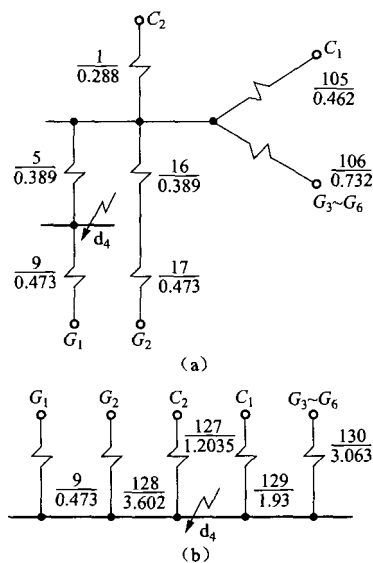 C₂
1
0.288
C₁
105
0.462
5
0.389
16
0.389
106
0.732
G₃~G₆
d₄
9
0.473
17
0.473
G₁
G₂
(a)
G₁
G₂
C₂
C₁
G₃~G₆
127
1.2035
130
3.063
9
0.473
128
3.602
129
1.93
d₄
(b)